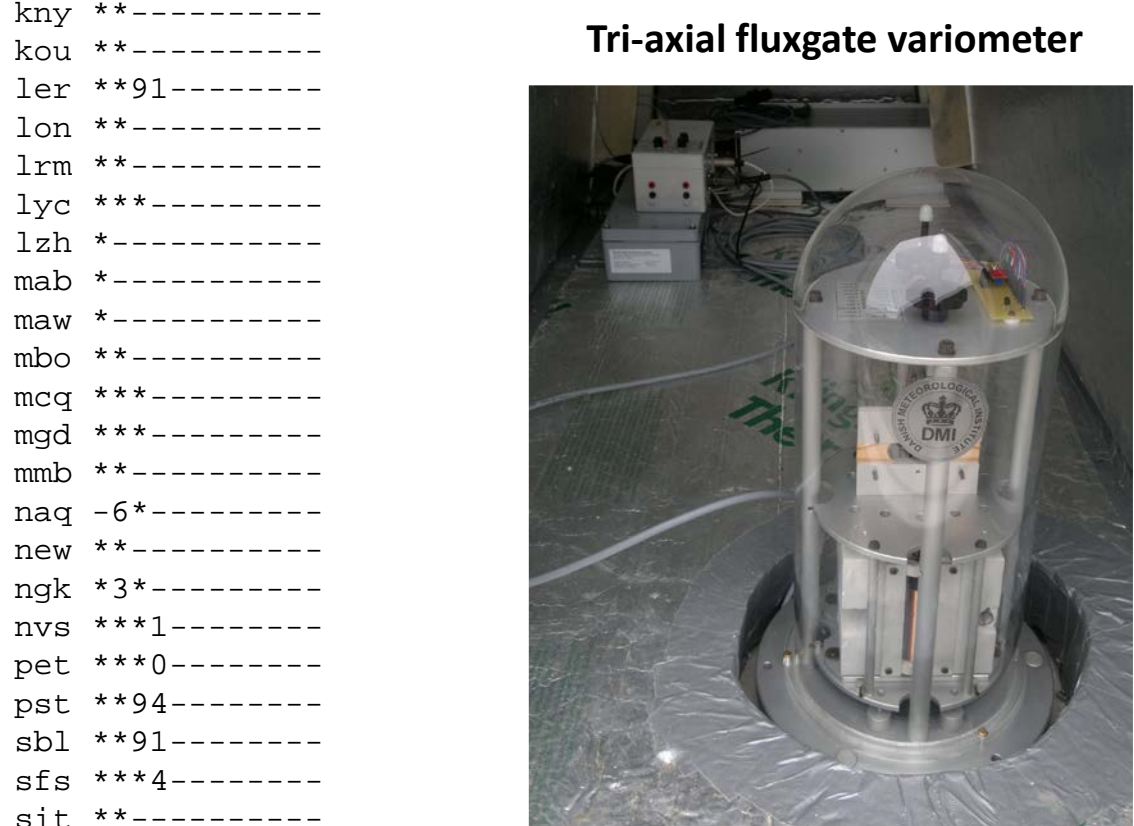 kny **----------
kou **----------
ler **91--------
lon **----------
lrm **----------
lyc ***---------
lzh *-----------
mab *-----------
maw *-----------
mbo **----------
mcq ***---------
mgd ***---------
mmb **----------
naq -6*---------
new **----------
ngk *3*---------
nvs ***1--------
pet ***0--------
pst **94--------
sbl **91--------
sfs ***4--------
sit **----------
Tri-axial fluxgate variometer
DANISH METEOROLOGICAL INSTITUTE
DMI